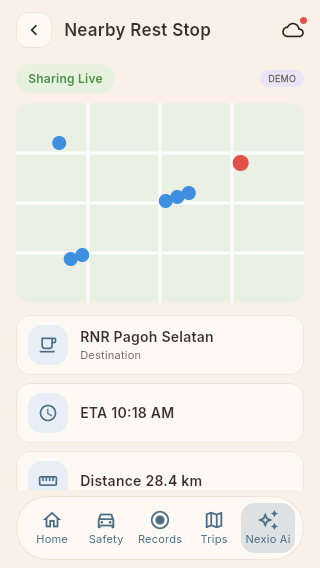 Nearby Rest Stop
Sharing Live
DEMO
RNR Pagoh Selatan
Destination
ETA 10:18 AM
Distance 28.4 km
Home
Safety
Records
Trips
Nexio Ai